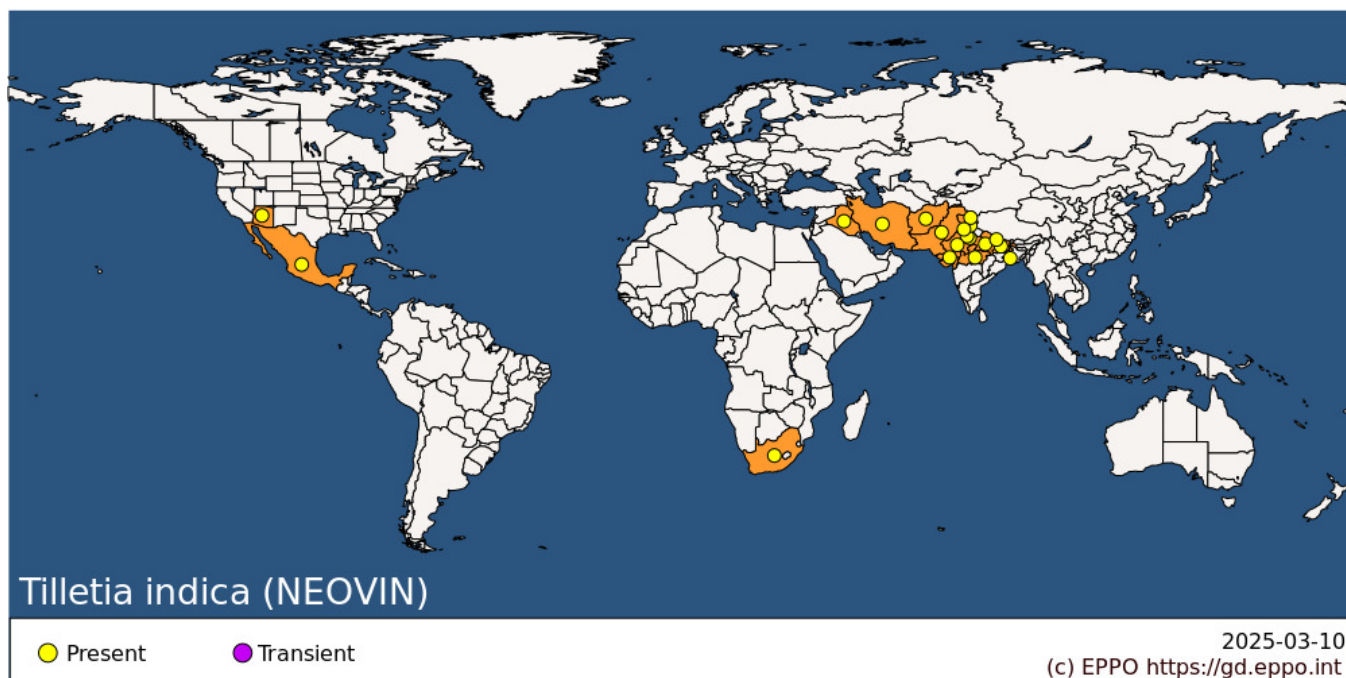 Tilletia indica (NEOVIN)
Present
Transient
2025-03-10
(c) EPPO https://gd.eppo.int